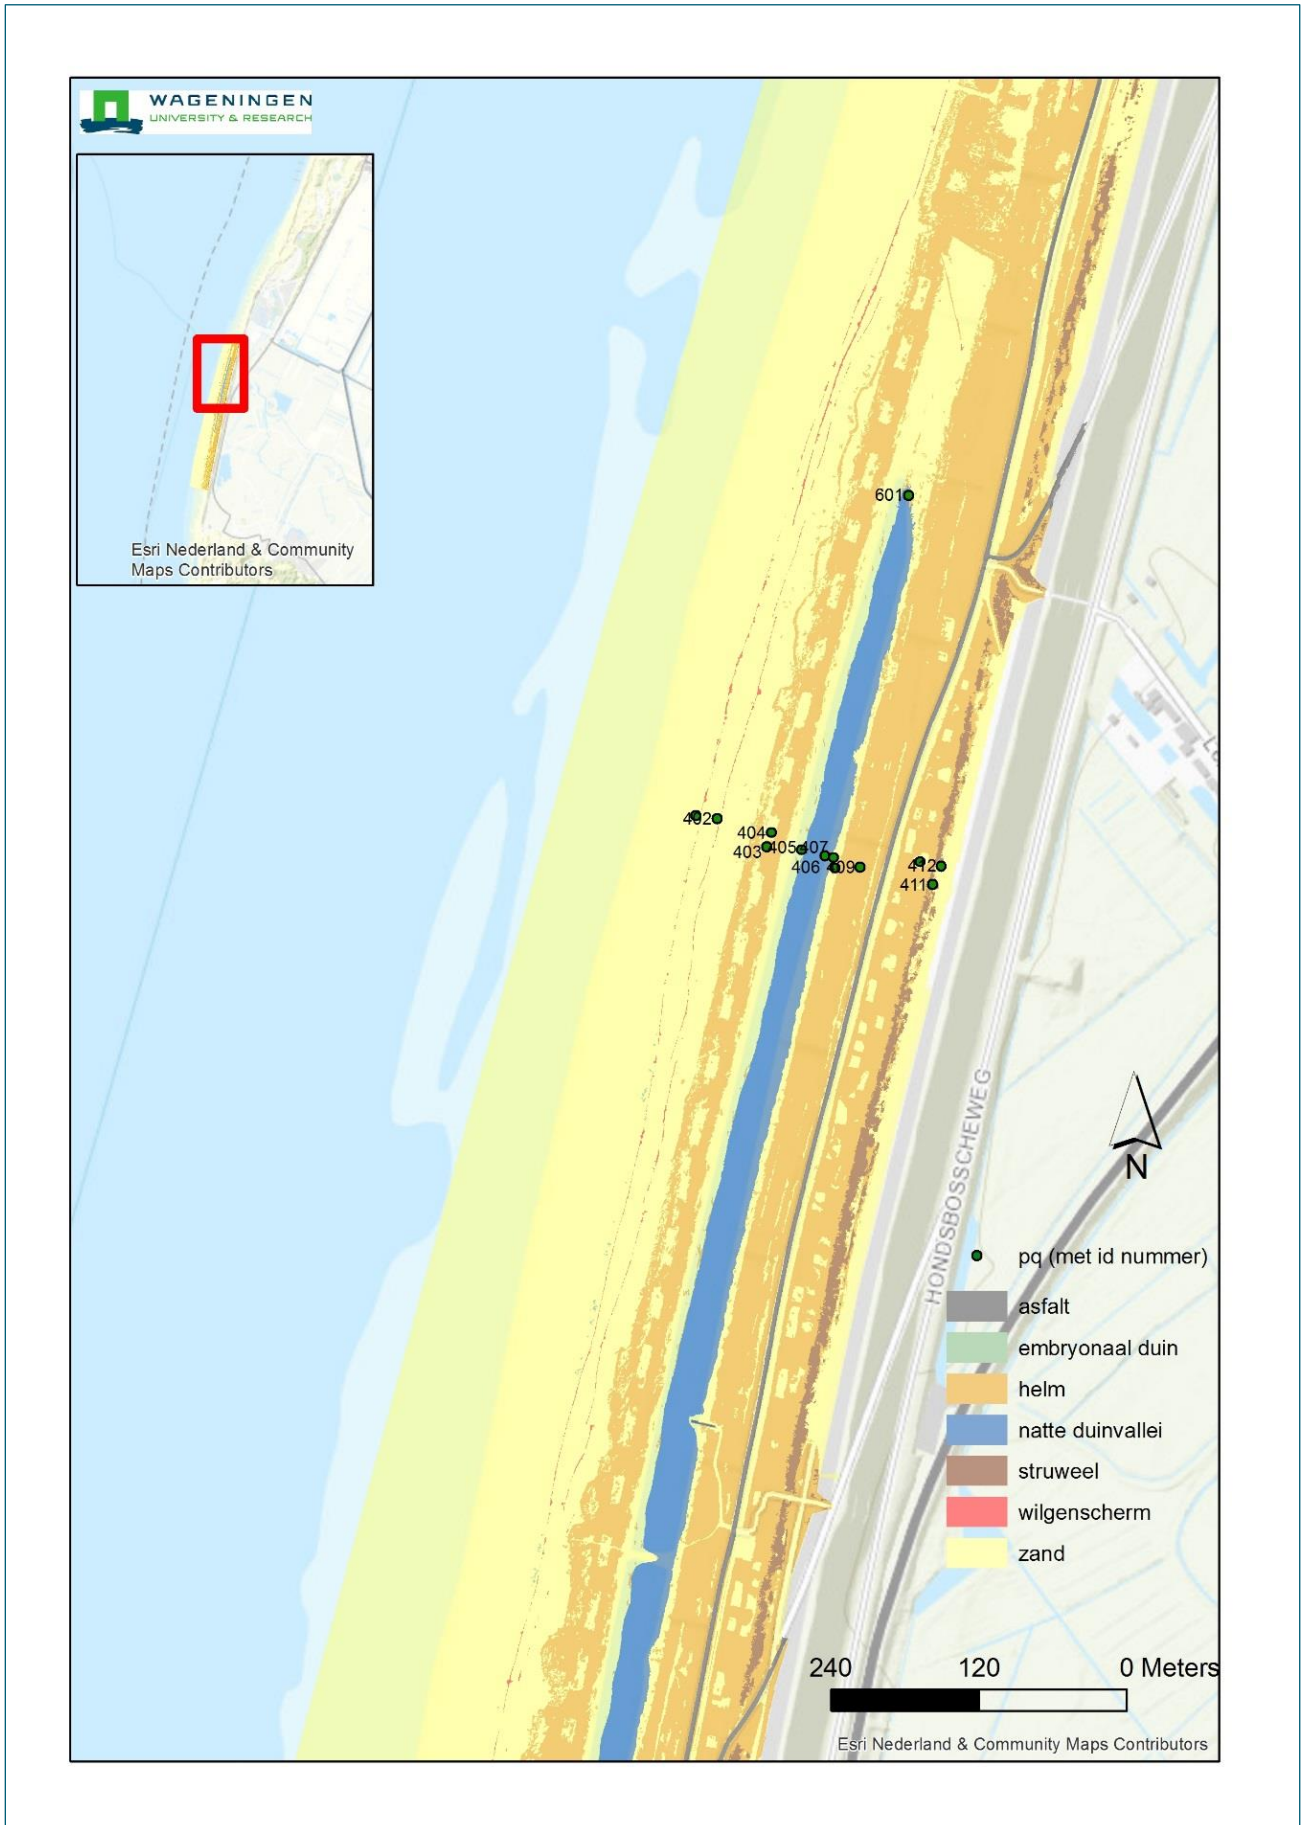 WAGENINGEN
UNIVERSITY & RESEARCH
Esri Nederland & Community
Maps Contributors
601
402
404
403
405
407
406
409
412
411
HONDSBOSSCHEWEG
N
pq (met id nummer)
asfalt
embryonaal duin
helm
natte duinvallei
struweel
wilgenscherm
zand
240 120 0 Meters
Esri Nederland & Community Maps Contributors